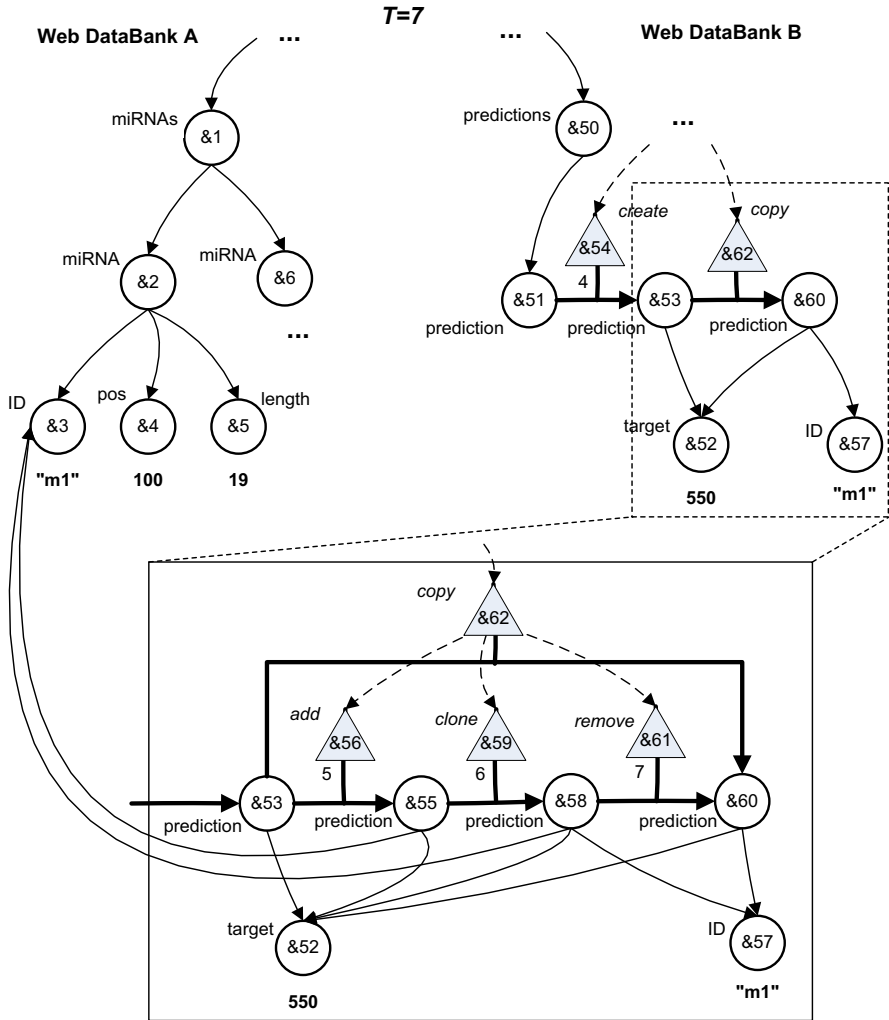 T=7
Web DataBank A
...
...
Web DataBank B
miRNAs
&1
predictions
&50
...
create
copy
&54
&62
miRNA
&2
miRNA
&6
4
&51
&53
&60
prediction
prediction
prediction
...
ID
&3
pos
&4
&5
length
target
&52
ID
&57
"m1"
100
19
550
"m1"
copy
&62
add
&56
clone
&59
remove
&61
5
6
7
&53
&55
&58
&60
prediction
prediction
prediction
prediction
target
&52
ID
&57
550
"m1"